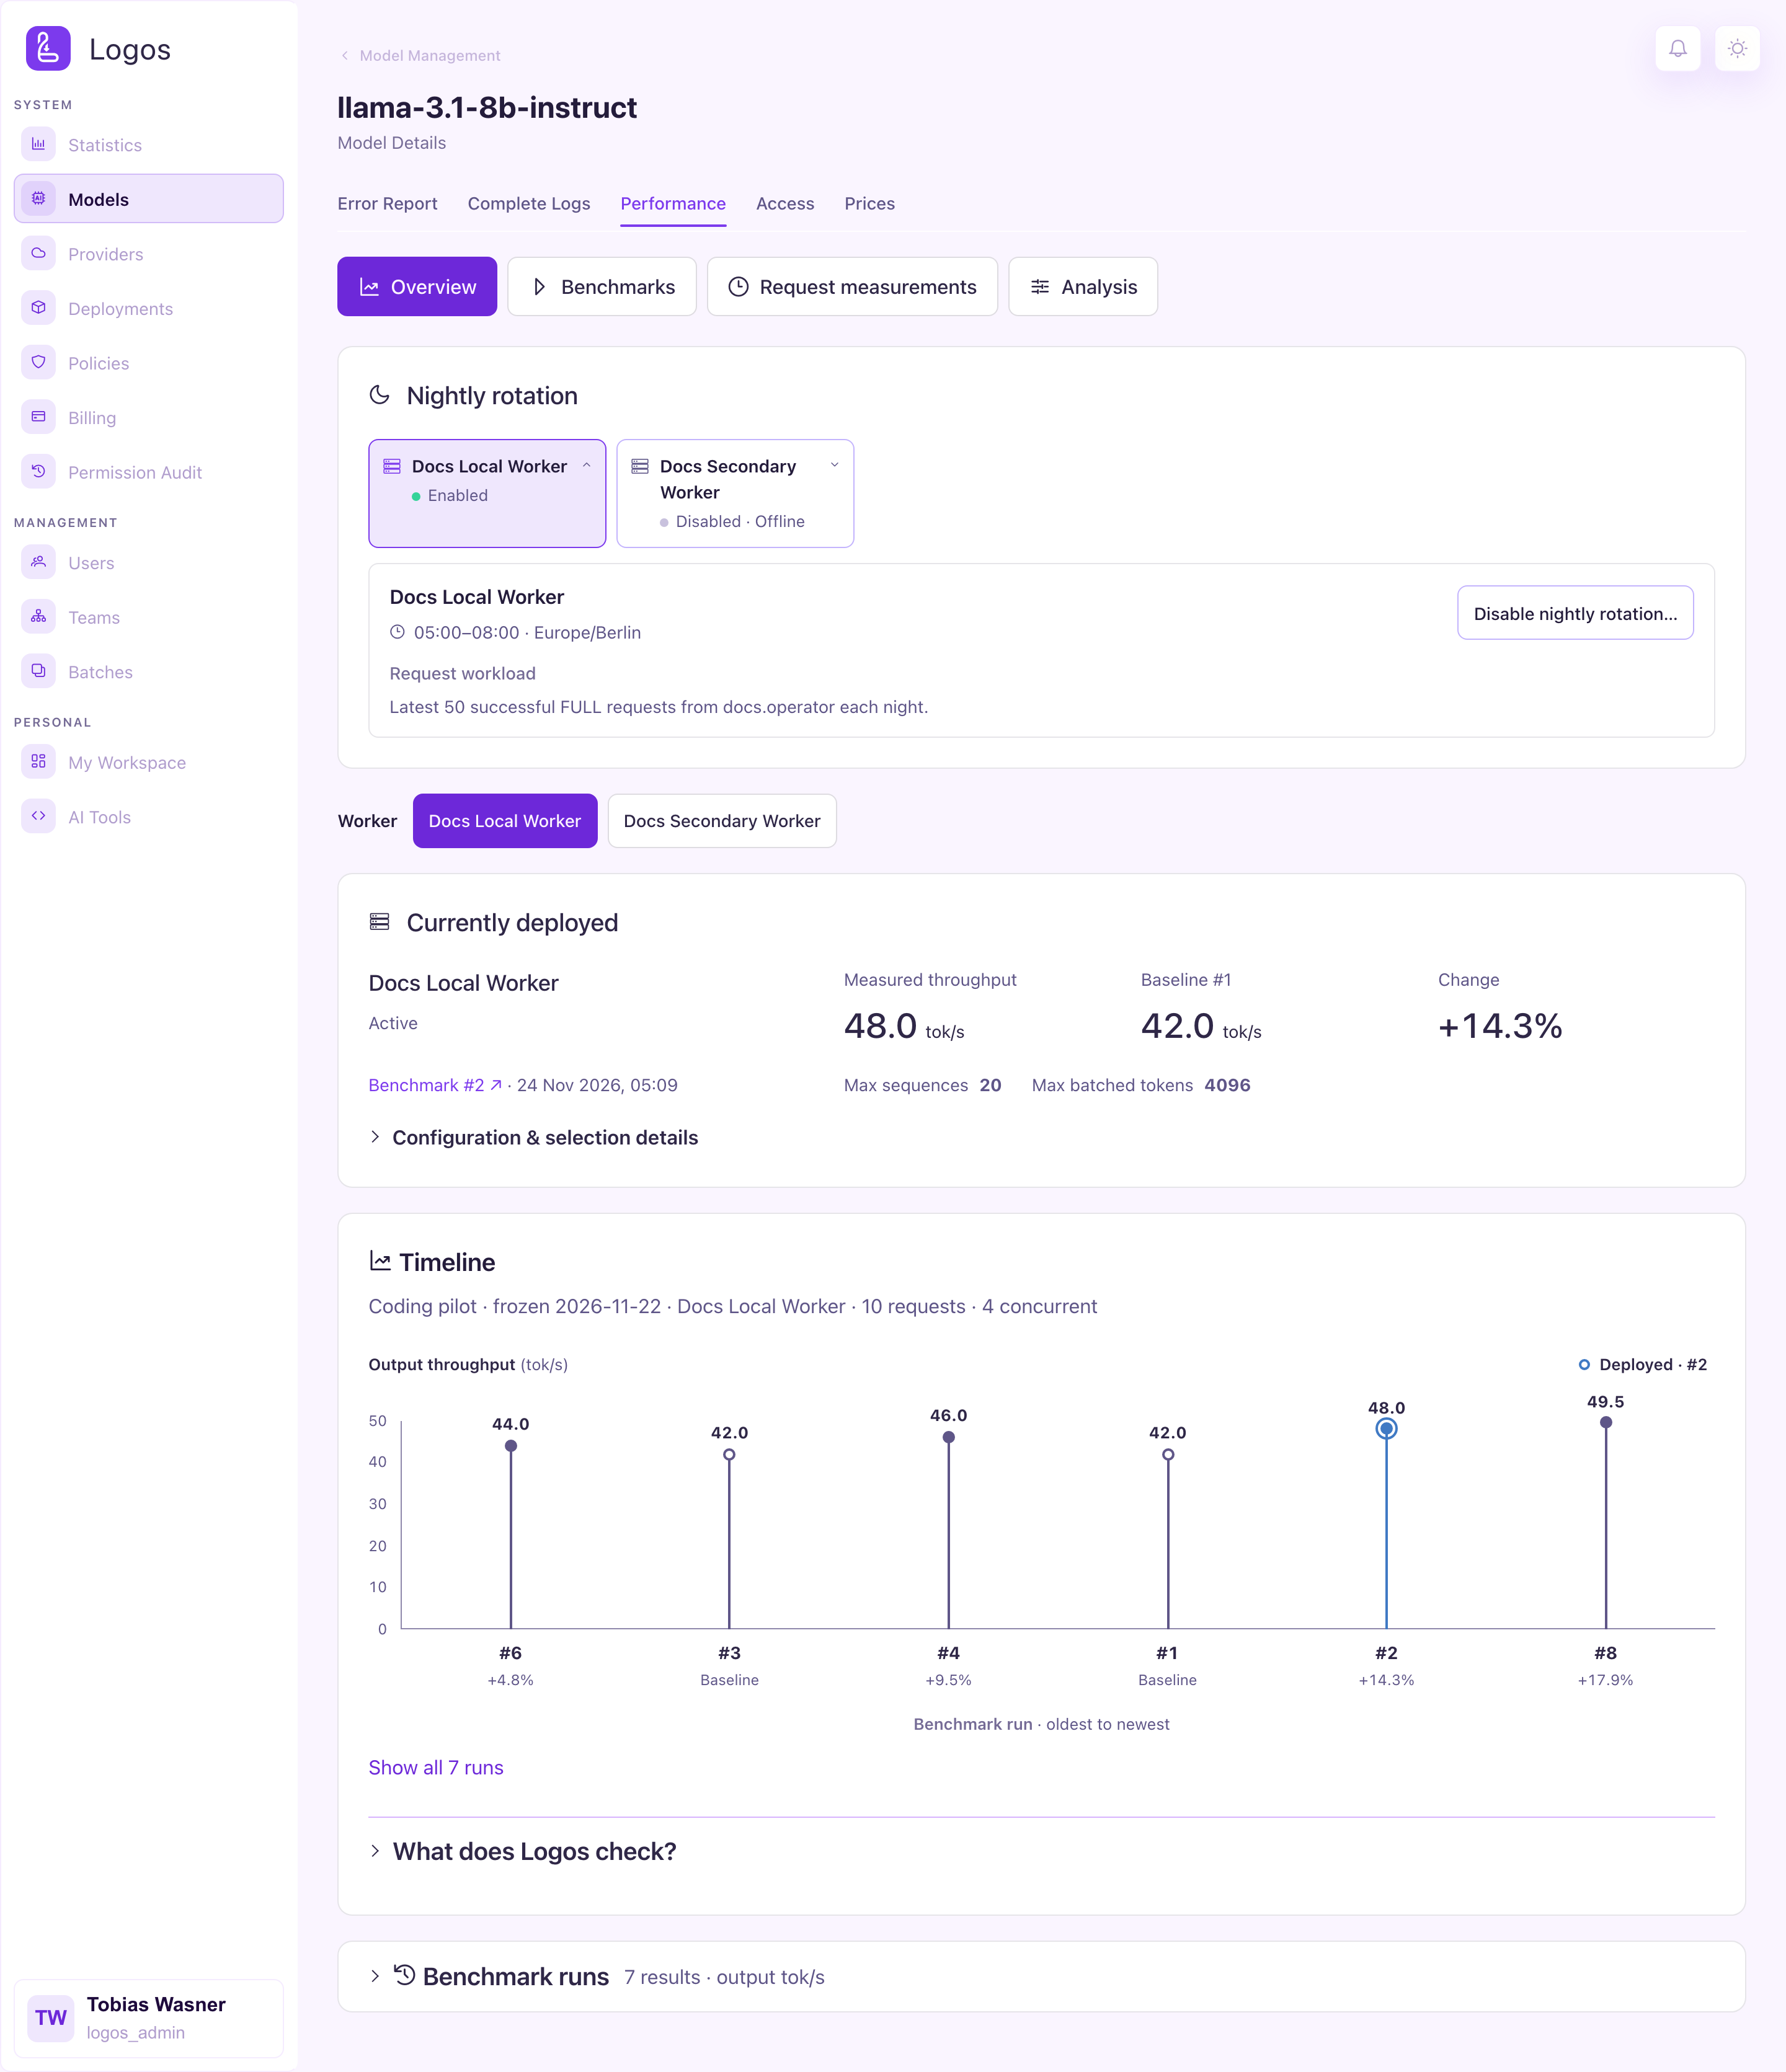 Logos
SYSTEM
Statistics
Models
Providers
Deployments
Policies
Billing
Permission Audit
MANAGEMENT
Users
Teams
Batches
PERSONAL
My Workspace
AI Tools
TW
Tobias Wasner
logos_admin
Model Management
llama-3.1-8b-instruct
Model Details
Error Report Complete Logs Performance Access Prices
Overview Benchmarks Request measurements Analysis
Nightly rotation
Docs Local Worker
Enabled
Docs Secondary
Worker
Disabled · Offline
Docs Local Worker
05:00–08:00 · Europe/Berlin
Disable nightly rotation...
Request workload
Latest 50 successful FULL requests from docs.operator each night.
Worker Docs Local Worker Docs Secondary Worker
Currently deployed
Docs Local Worker
Active
Measured throughput
48.0 tok/s
Baseline #1
42.0 tok/s
Change
+14.3%
Benchmark #2 ↗ · 24 Nov 2026, 05:09
Max sequences 20 Max batched tokens 4096
Configuration & selection details
Timeline
Coding pilot · frozen 2026-11-22 · Docs Local Worker · 10 requests · 4 concurrent
Output throughput (tok/s)
Deployed · #2
50
40
30
20
10
0
44.0 42.0 46.0 42.0 48.0 49.5
#6 #3 #4 #1 #2 #8
+4.8% Baseline +9.5% Baseline +14.3% +17.9%
Benchmark run · oldest to newest
Show all 7 runs
What does Logos check?
Benchmark runs 7 results · output tok/s